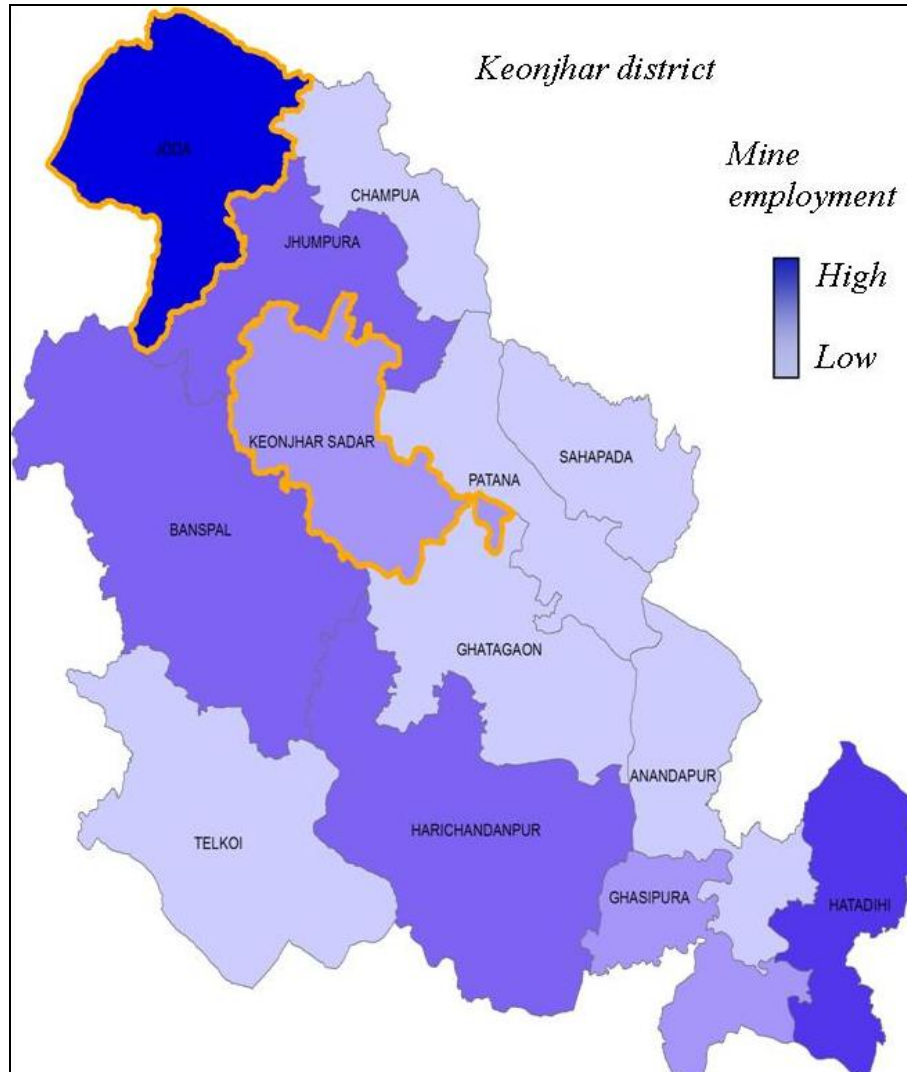 Keonjhar district
JODA
Mine
employment
CHAMPUA
JHUMPURA
High
Low
KEONJHAR SADAR
SAHAPADA
PATANA
BANSPAL
GHATAGAON
ANANDAPUR
HARICHANDANPUR
TELKOI
GHASIPURA
HATADIHI